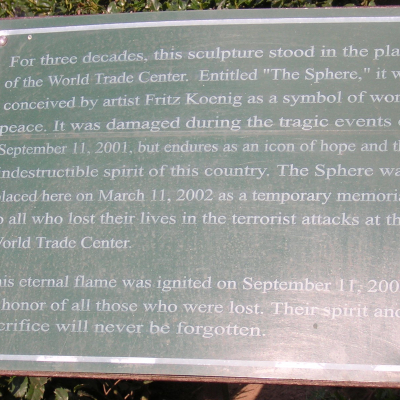 For three decades, this sculpture stood in the pla
of the World Trade Center. Entitled "The Sphere," it w
conceived by artist Fritz Koenig as a symbol of wor
peace. It was damaged during the tragic events
September 11, 2001, but endures as an icon of hope and th
indestructible spirit of this country. The Sphere wa
placed here on March 11, 2002 as a temporary memoria
o all who lost their lives in the terrorist attacks at th
World Trade Center.
his eternal flame was ignited on September 11, 200
honor of all those who were lost. Their spirit and
acrifice will never be forgotten.